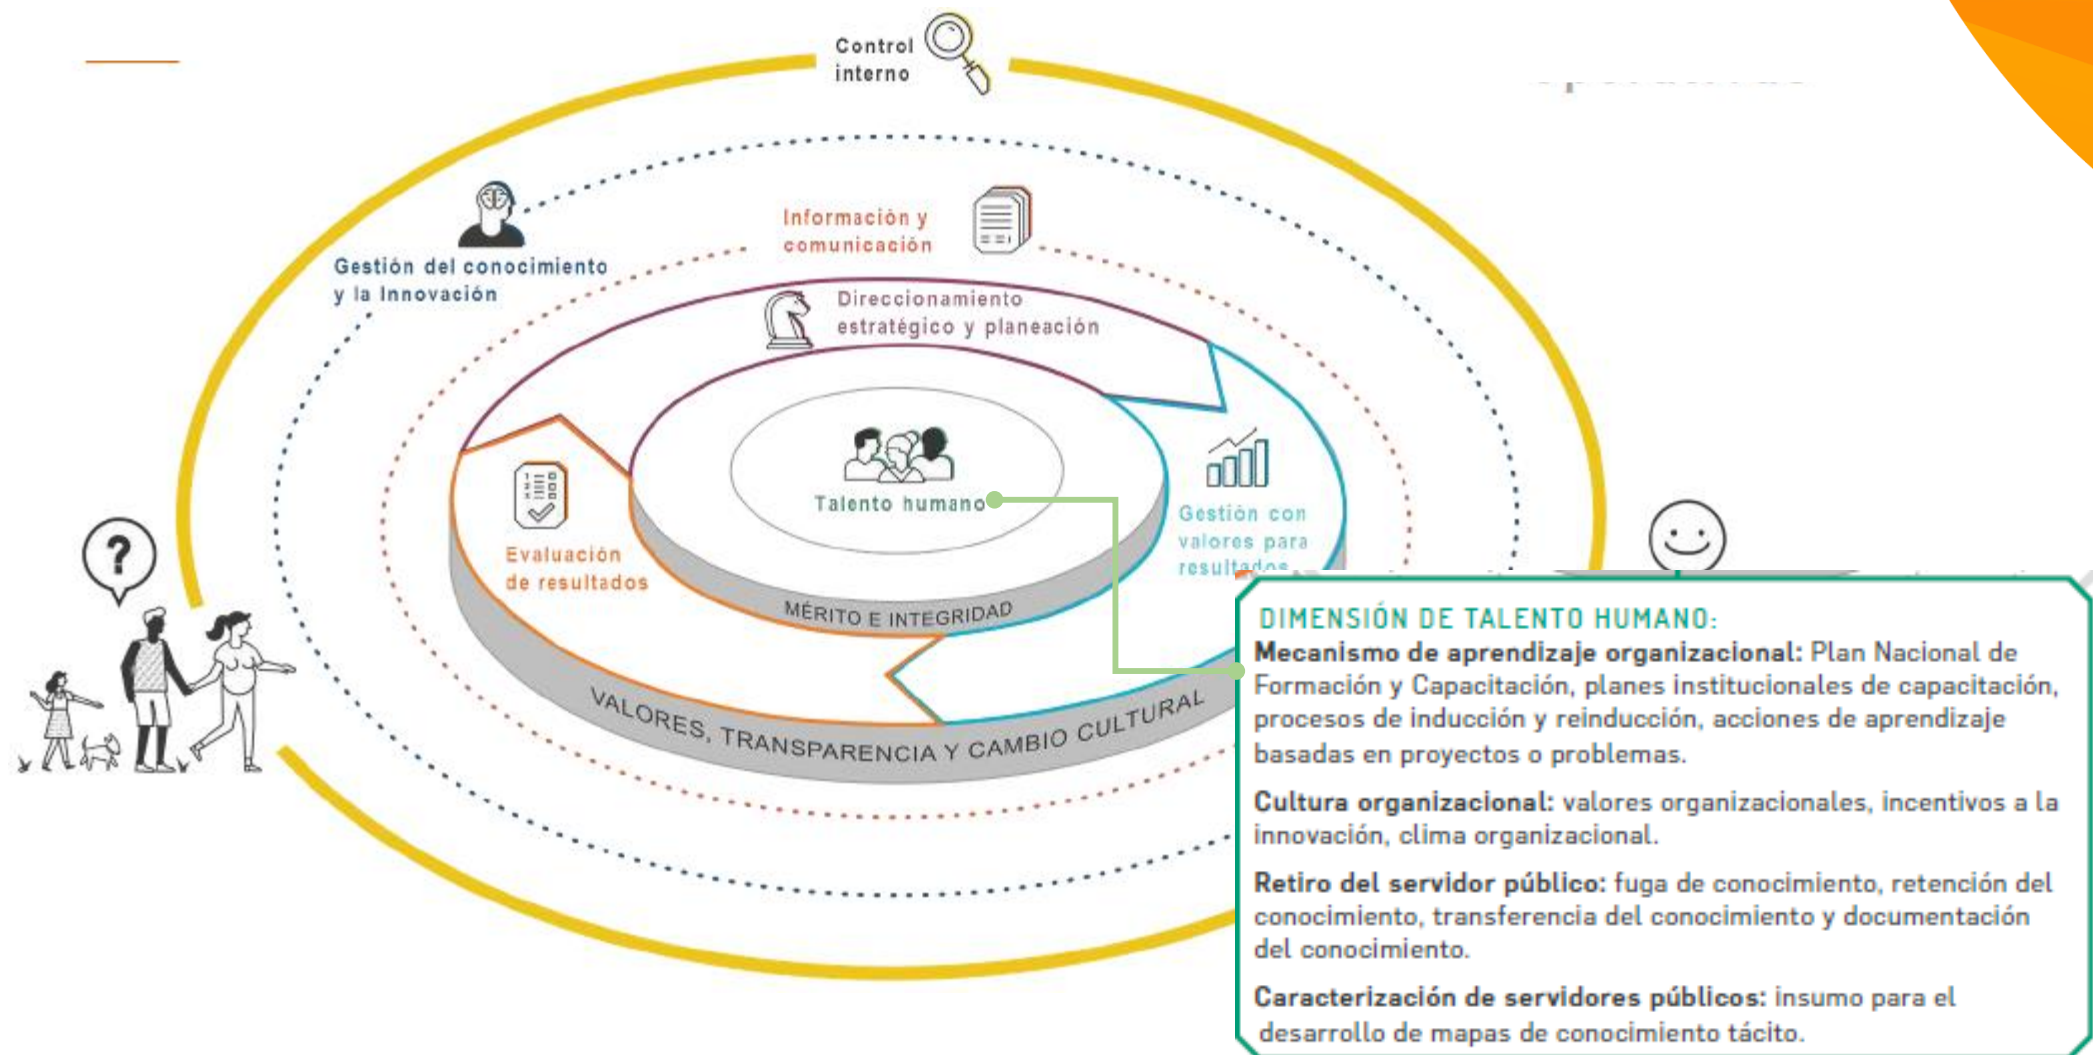 Control
interno
Información y
comunicación
Gestión del conocimiento
y la Innovación
Direccionamiento
estratégico y planeación
Talento humano
Gestión con
valores para
resultados
Evaluación
de resultados
MÉRITO E INTEGRIDAD
VALORES, TRANSPARENCIA Y CAMBIO CULTURAL
?
DIMENSIÓN DE TALENTO HUMANO:
Mecanismo de aprendizaje organizacional: Plan Nacional de
Formación y Capacitación, planes institucionales de capacitación,
procesos de inducción y reinducción, acciones de aprendizaje
basadas en proyectos o problemas.
Cultura organizacional: valores organizacionales, incentivos a la
innovación, clima organizacional.
Retiro del servidor público: fuga de conocimiento, retención del
conocimiento, transferencia del conocimiento y documentación
del conocimiento.
Caracterización de servidores públicos: insumo para el
desarrollo de mapas de conocimiento tácito.